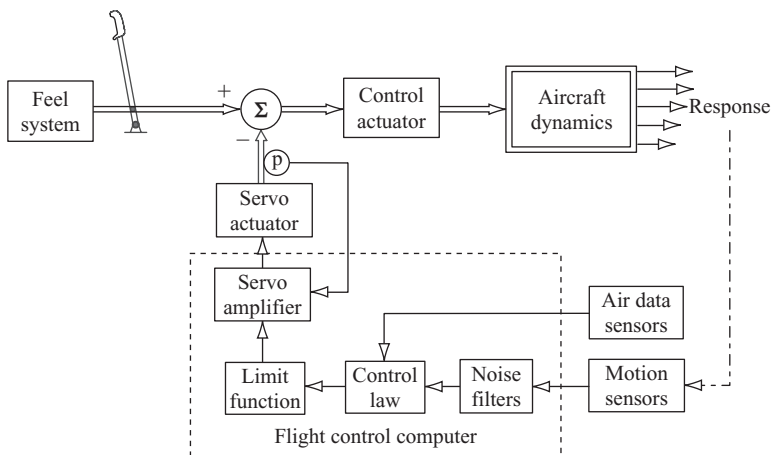 Feel
system
+
Σ
−
Control
actuator
Aircraft
dynamics
Response
p
Servo
actuator
Servo
amplifier
Air data
sensors
Limit
function
Control
law
Noise
filters
Motion
sensors
Flight control computer